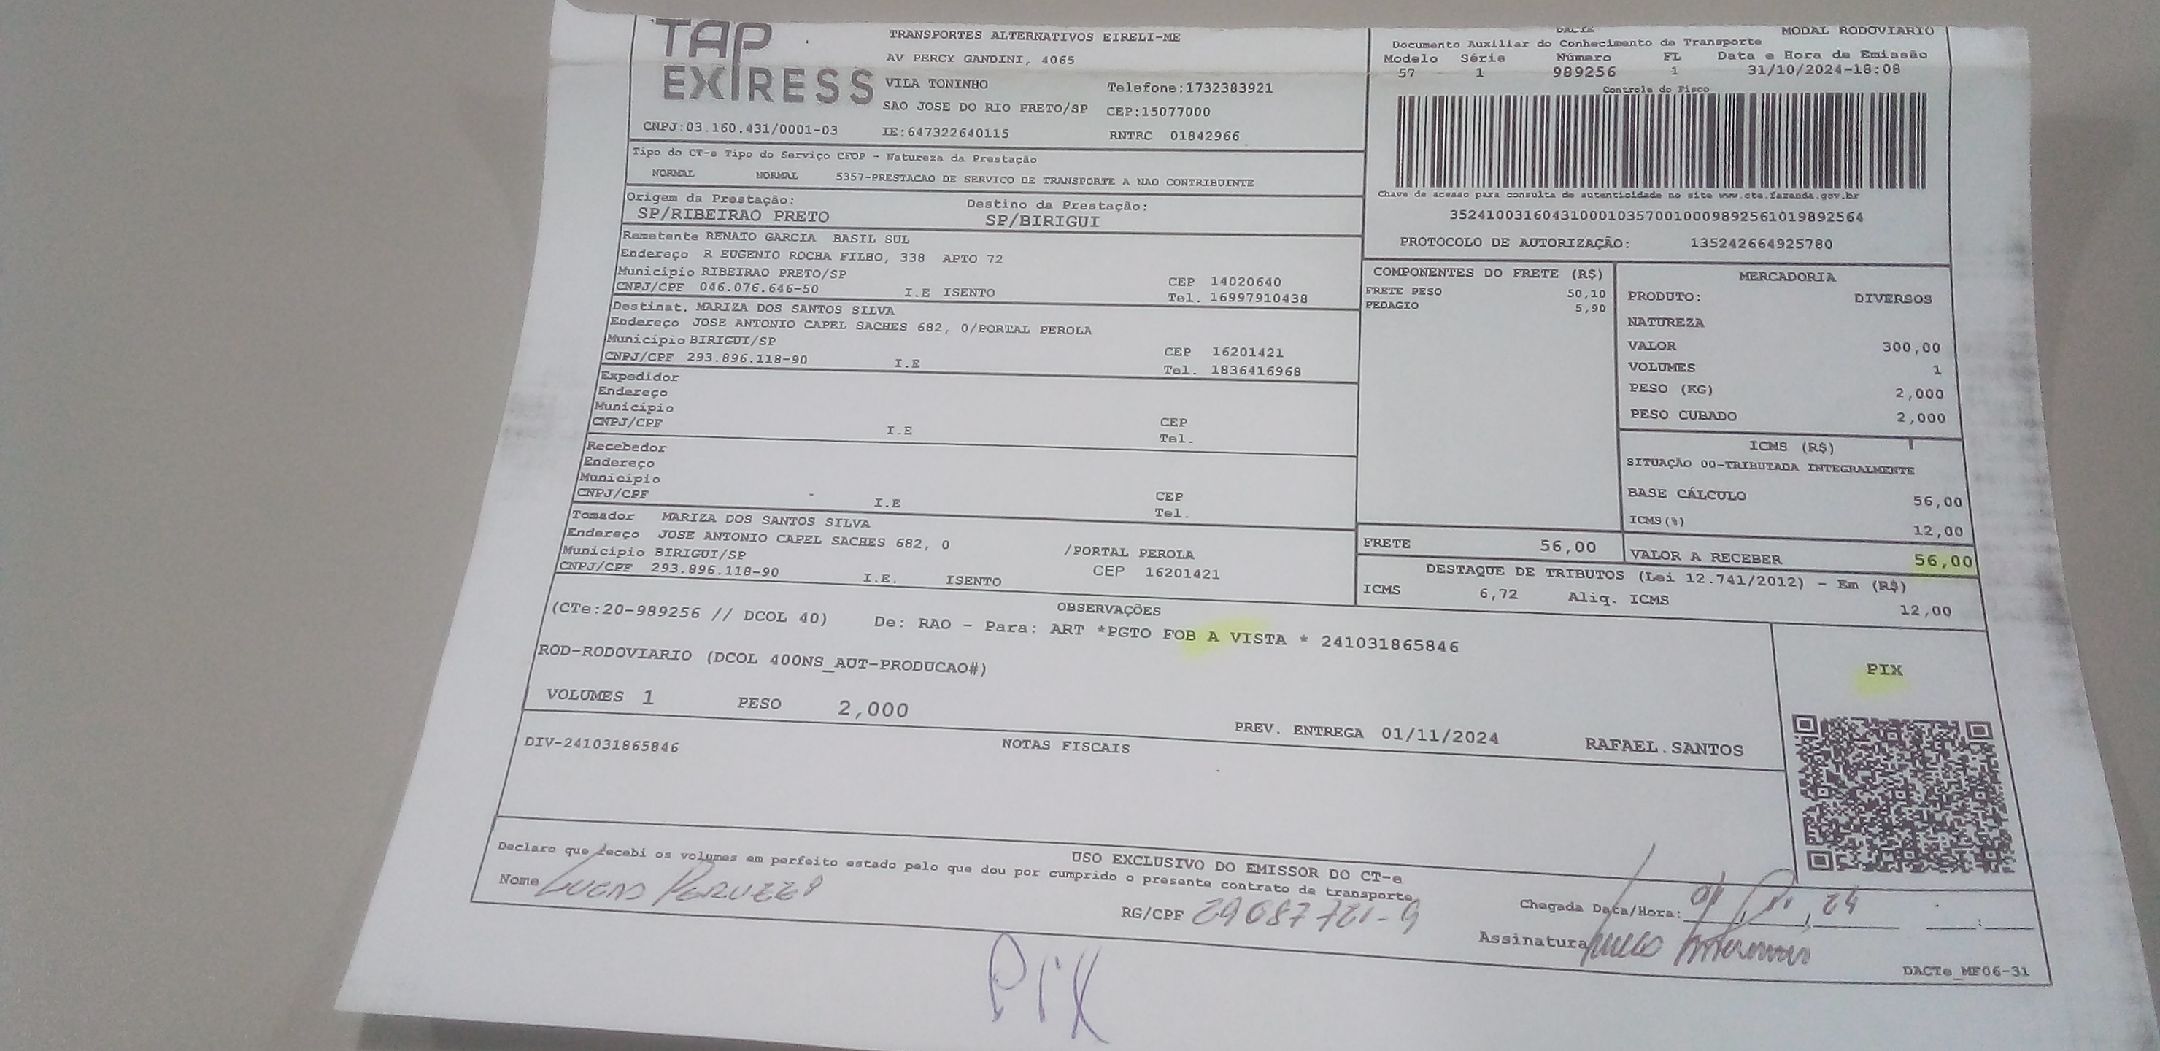 TAP EXPRESS
TRANSPORTES ALTERNATIVOS EIRELI-ME
AV PERCY GANDINI, 4065
VILA TONINHO Telefone:1732383921
SAO JOSE DO RIO PRETO/SP CEP:15077000
CNPJ:03.160.431/0001-03 IE:647322640115 RNTRC 01842966
DACTE MODAL RODOVIARIO
Documento Auxiliar do Conhecimento de Transporte
Modelo Série Número FL Data e Hora de Emissão
57 1 989256 1 31/10/2024-18:08
Controle do Fisco
Chave de acesso para consulta de autenticidade no site www.cte.fazenda.gov.br
35241003160431000103570010009892561019892564
PROTOCOLO DE AUTORIZAÇÃO: 135242664925780
Tipo do CT-e Tipo do Serviço CFOP - Natureza da Prestação
NORMAL NORMAL 5357-PRESTACAO DE SERVICO DE TRANSPORTE A NAO CONTRIBUINTE
Origem da Prestação: Destino da Prestação:
SP/RIBEIRAO PRETO SP/BIRIGUI
Remetente RENATO GARCIA BASIL SUL
Endereço R EUGENIO ROCHA FILHO, 338 APTO 72
Município RIBEIRAO PRETO/SP CEP 14020640
CNPJ/CPF 046.076.646-50 I.E ISENTO Tel. 16997910438
Destinat. MARIZA DOS SANTOS SILVA
Endereço JOSE ANTONIO CAPEL SACHES 682, 0/PORTAL PEROLA
Município BIRIGUI/SP CEP 16201421
CNPJ/CPF 293.896.118-90 I.E Tel. 1836416968
Expedidor
Endereço
Município CEP
CNPJ/CPF I.E Tel.
Recebedor
Endereço
Município CEP
CNPJ/CPF I.E Tel.
Tomador MARIZA DOS SANTOS SILVA
Endereço JOSE ANTONIO CAPEL SACHES 682, 0 /PORTAL PEROLA
Município BIRIGUI/SP CEP 16201421
CNPJ/CPF 293.896.118-90 I.E. ISENTO
COMPONENTES DO FRETE (R$)
FRETE PESO 50,10
PEDAGIO 5,90
FRETE 56,00
MERCADORIA
PRODUTO: DIVERSOS
NATUREZA
VALOR 300,00
VOLUMES 1
PESO (KG) 2,000
PESO CUBADO 2,000
ICMS (R$)
SITUAÇÃO 00-TRIBUTADA INTEGRALMENTE
BASE CÁLCULO 56,00
ICMS(%) 12,00
VALOR A RECEBER 56,00
DESTAQUE DE TRIBUTOS (Lei 12.741/2012) - Em (R$)
ICMS 6,72 Aliq. ICMS 12,00
OBSERVAÇÕES
(CTe:20-989256 // DCOL 40) De: RAO - Para: ART *PGTO FOB A VISTA * 241031865846
ROD-RODOVIARIO (DCOL 400NS_AUT-PRODUCAO#)
VOLUMES 1 PESO 2,000 PREV. ENTREGA 01/11/2024 RAFAEL.SANTOS
PIX
DIV-241031865846 NOTAS FISCAIS
USO EXCLUSIVO DO EMISSOR DO CT-e
Declaro que recebi os volumes em perfeito estado pelo que dou por cumprido o presente contrato de transporte
Nome RG/CPF 29087721-9 Chegada Data/Hora:
Assinatura
DACTe_MF06-31
PIX